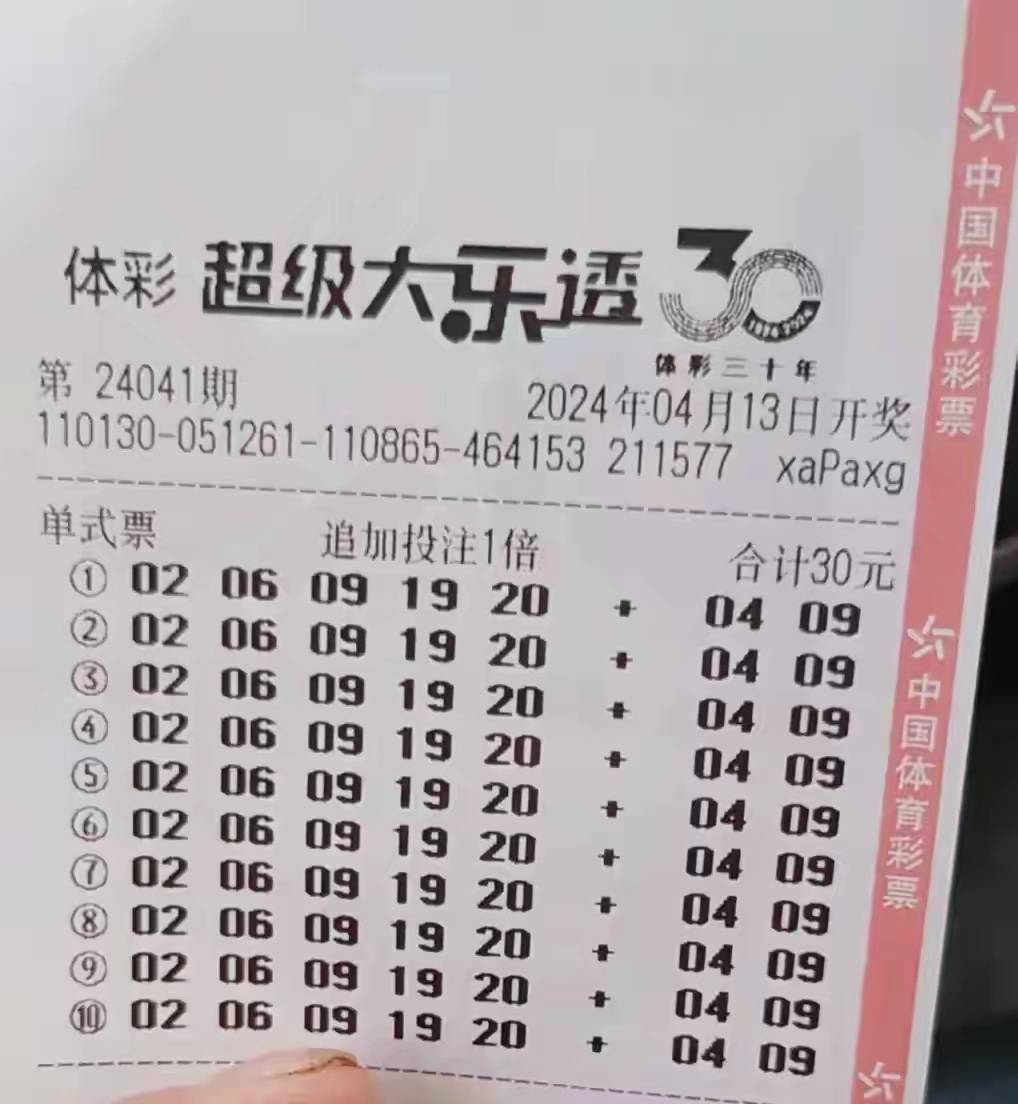 体彩 超级大乐透 30
1994-2024
体彩三十年
第 24041期 2024年04月13日开奖
110130-051261-110865-464153 211577 xaPaxg
单式票 追加投注1倍 合计30元
① 02 06 09 19 20 + 04 09
② 02 06 09 19 20 + 04 09
③ 02 06 09 19 20 + 04 09
④ 02 06 09 19 20 + 04 09
⑤ 02 06 09 19 20 + 04 09
⑥ 02 06 09 19 20 + 04 09
⑦ 02 06 09 19 20 + 04 09
⑧ 02 06 09 19 20 + 04 09
⑨ 02 06 09 19 20 + 04 09
⑩ 02 06 09 19 20 + 04 09
中国体育彩票
中国体育彩票